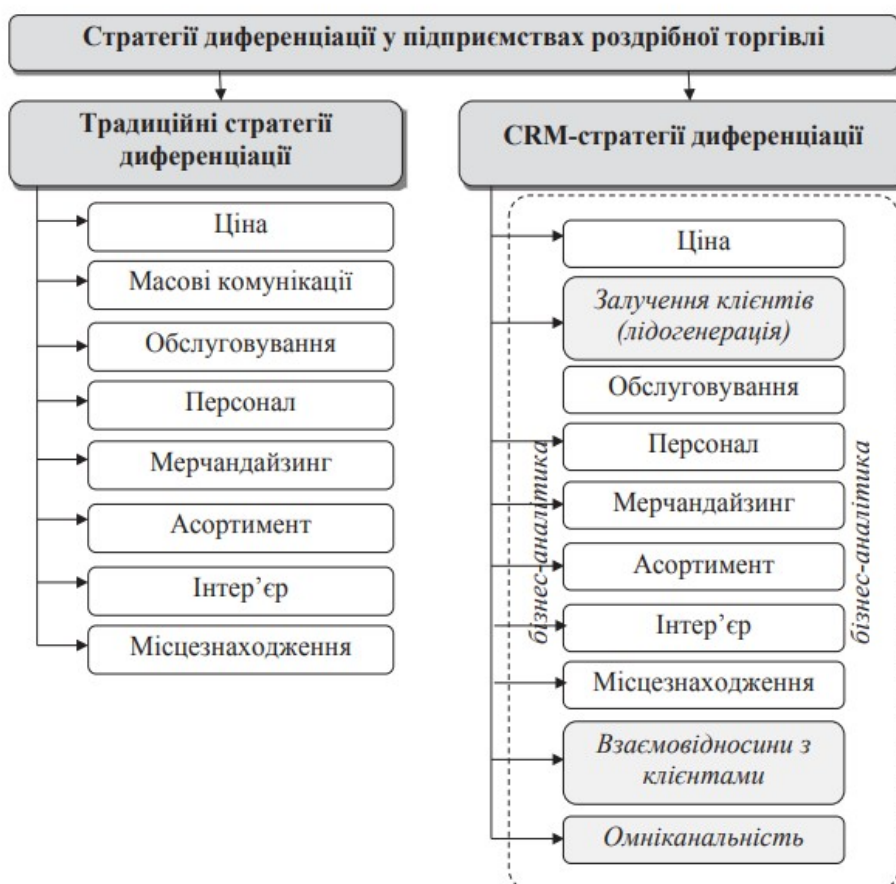 Стратегії диференціації у підприємствах роздрібної торгівлі
Традиційні стратегії
диференціації
Ціна
Масові комунікації
Обслуговування
Персонал
Мерчандайзинг
Асортимент
Інтер’єр
Місцезнаходження
CRM-стратегії диференціації
Ціна
Залучення клієнтів
(лідогенерація)
Обслуговування
Персонал
Мерчандайзинг
Асортимент
Інтер’єр
Місцезнаходження
Взаємовідносини з
клієнтами
Омніканальність
бізнес-аналітика
бізнес-аналітика